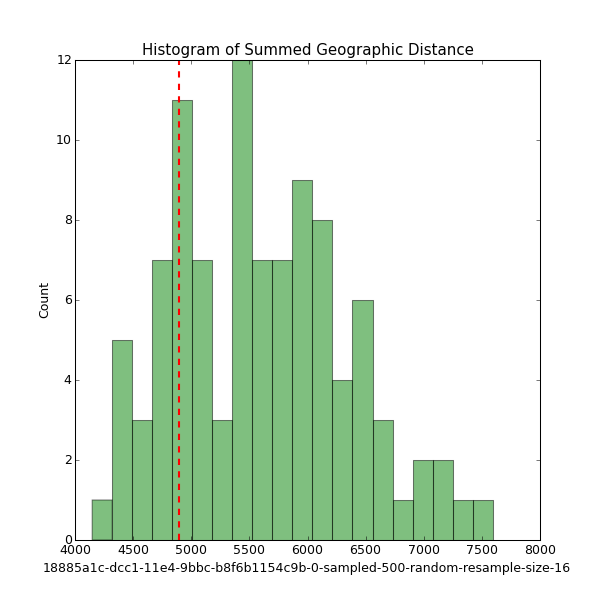 Histogram of Summed Geographic Distance
12
10
8
6
4
2
0
Count
4000 4500 5000 5500 6000 6500 7000 7500 8000
18885a1c-dcc1-11e4-9bbc-b8f6b1154c9b-0-sampled-500-random-resample-size-16